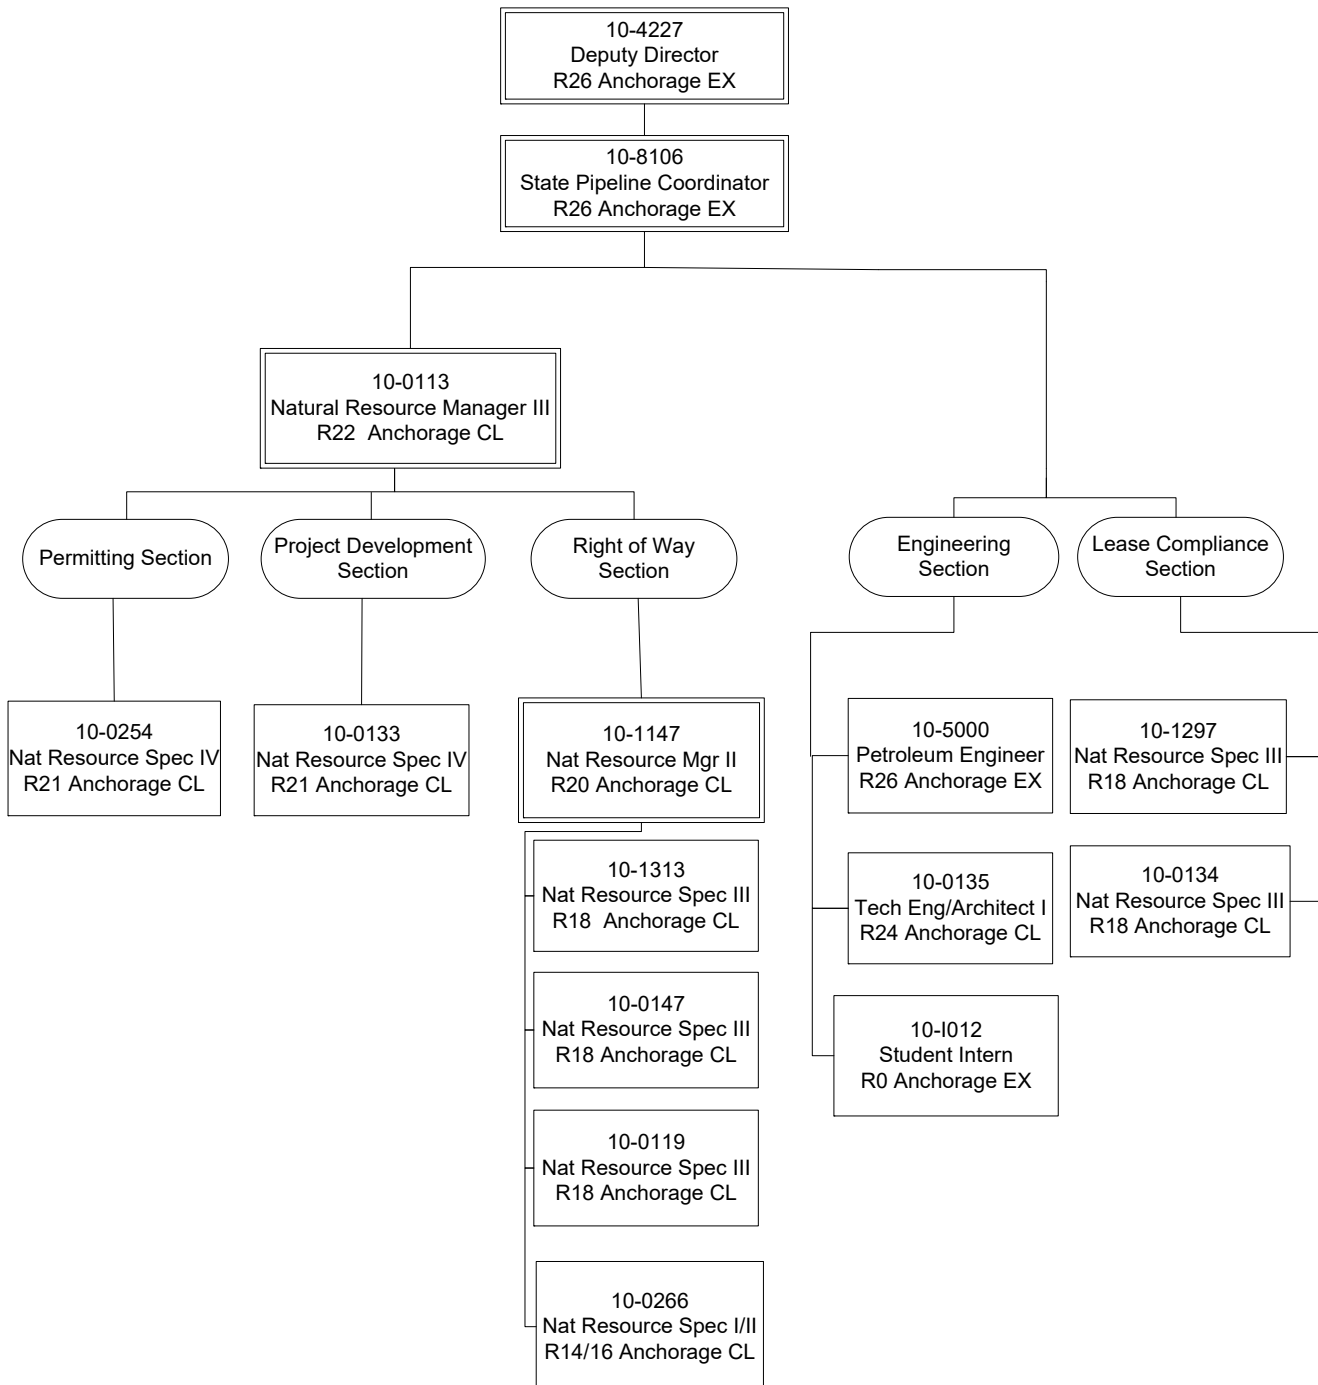 10-4227
Deputy Director
R26 Anchorage EX
10-8106
State Pipeline Coordinator
R26 Anchorage EX
10-0113
Natural Resource Manager III
R22  Anchorage CL
Permitting Section
Project Development
Section
Right of Way
Section
Engineering
Section
Lease Compliance
Section
10-0254
Nat Resource Spec IV
R21 Anchorage CL
10-0133
Nat Resource Spec IV
R21 Anchorage CL
10-1147
Nat Resource Mgr II
R20 Anchorage CL
10-1313
Nat Resource Spec III
R18  Anchorage CL
10-0147
Nat Resource Spec III
R18 Anchorage CL
10-0119
Nat Resource Spec III
R18 Anchorage CL
10-0266
Nat Resource Spec I/II
R14/16 Anchorage CL
10-5000
Petroleum Engineer
R26 Anchorage EX
10-0135
Tech Eng/Architect I
R24 Anchorage CL
10-I012
Student Intern
R0 Anchorage EX
10-1297
Nat Resource Spec III
R18 Anchorage CL
10-0134
Nat Resource Spec III
R18 Anchorage CL